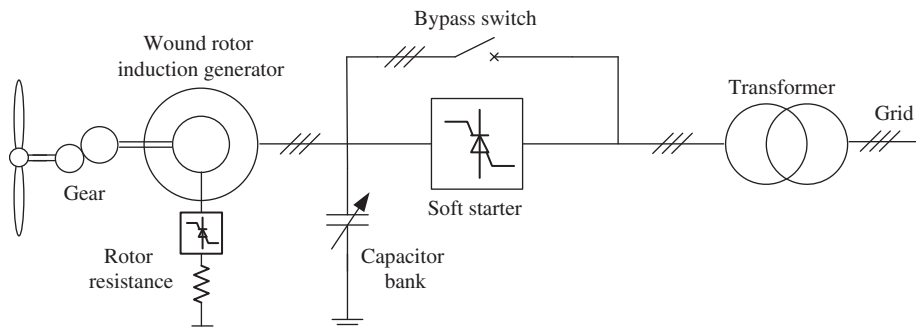 Bypass switch
Wound rotor
induction generator
Transformer
Grid
Gear
Soft starter
Rotor
resistance
Capacitor
bank